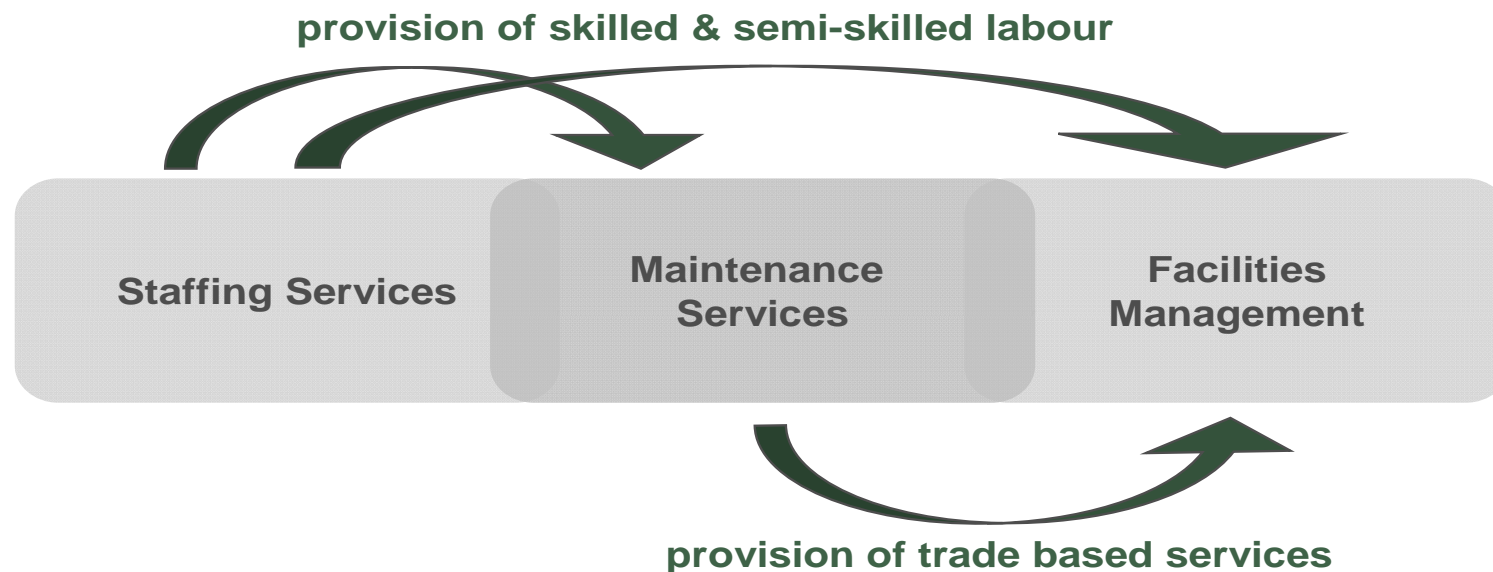 provision of skilled & semi-skilled labour
Staffing Services
Maintenance
Services
Facilities
Management
provision of trade based services